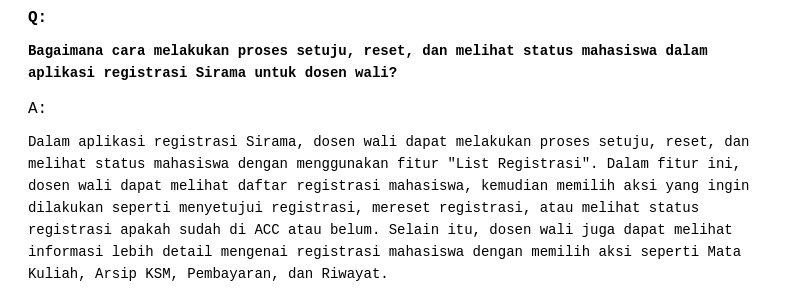 Q:
Bagaimana cara melakukan proses setuju, reset, dan melihat status mahasiswa dalam
aplikasi registrasi Sirama untuk dosen wali?
A:
Dalam aplikasi registrasi Sirama, dosen wali dapat melakukan proses setuju, reset, dan
melihat status mahasiswa dengan menggunakan fitur "List Registrasi". Dalam fitur ini,
dosen wali dapat melihat daftar registrasi mahasiswa, kemudian memilih aksi yang ingin
dilakukan seperti menyetujui registrasi, mereset registrasi, atau melihat status
registrasi apakah sudah di ACC atau belum. Selain itu, dosen wali juga dapat melihat
informasi lebih detail mengenai registrasi mahasiswa dengan memilih aksi seperti Mata
Kuliah, Arsip KSM, Pembayaran, dan Riwayat.